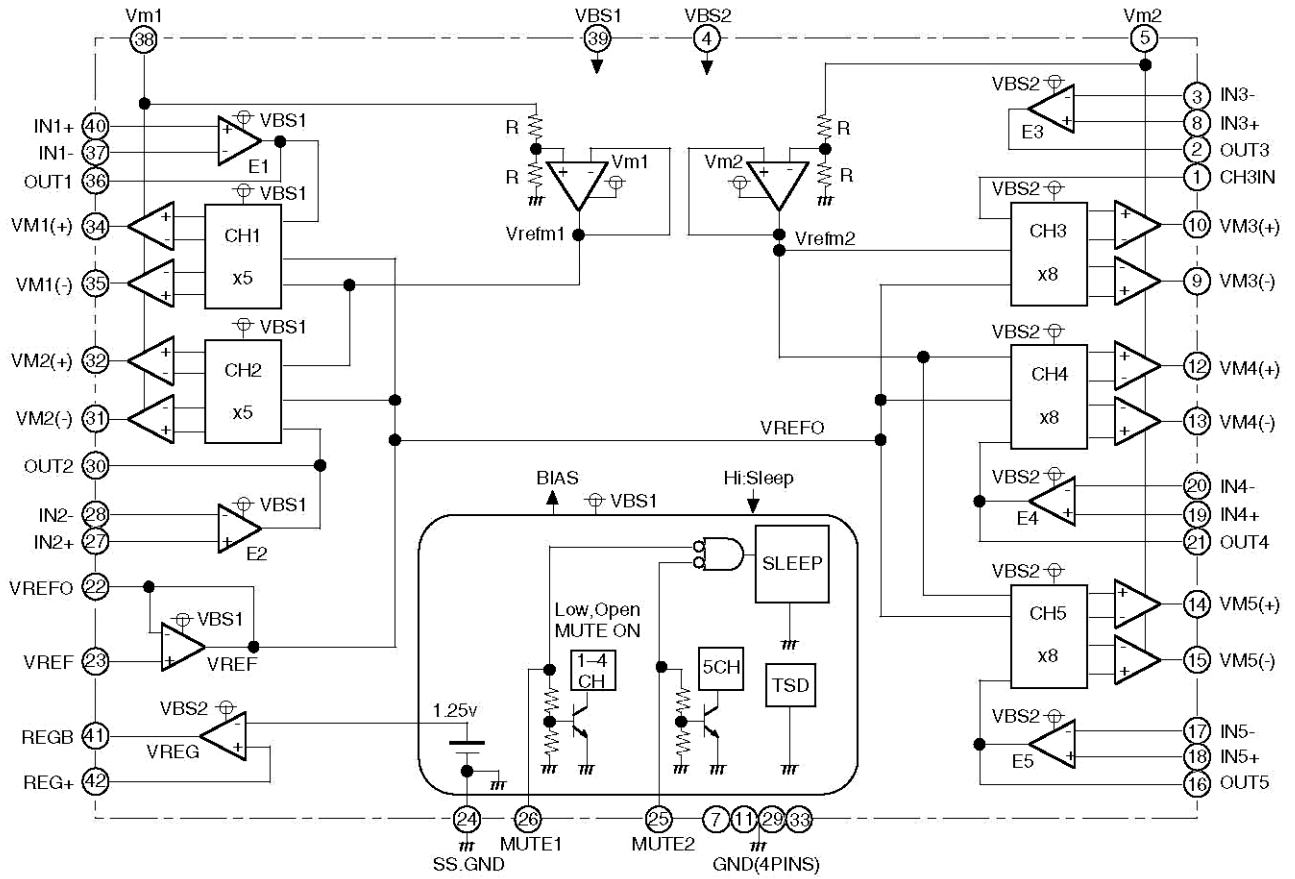 Vm1 VBS1 VBS2 Vm2
38 39 4 5
40 IN1+
37 IN1-
36 OUT1
+ - E1 VBS1
VBS1
CH1
x5
34 VM1(+)
35 VM1(-)
+ -
- +
R
R
+ - Vm1
Vrefm1
R
R
Vm2 + -
Vrefm2
VBS2
- + E3
3 IN3-
8 IN3+
2 OUT3
1 CH3IN
VBS2
CH3
x8
+ -
- +
10 VM3(+)
9 VM3(-)
VBS1
CH2
x5
32 VM2(+)
31 VM2(-)
+ -
- +
30 OUT2
28 IN2-
27 IN2+
- + E2 VBS1
VBS2
CH4
x8
+ -
- +
12 VM4(+)
13 VM4(-)
VREFO
VBS2
- + E4
20 IN4-
19 IN4+
21 OUT4
22 VREFO
23 VREF
- + VBS1
VREF
BIAS
VBS1
Hi:Sleep
SLEEP
Low,Open
MUTE ON
1-4
CH
5CH
TSD
VBS2
CH5
x8
+ -
- +
14 VM5(+)
15 VM5(-)
VBS2
- +
VREG
1.25v
41 REGB
42 REG+
VBS2
- + E5
17 IN5-
18 IN5+
16 OUT5
24 26 25 7 11 29 33
SS.GND MUTE1 MUTE2 GND(4PINS)